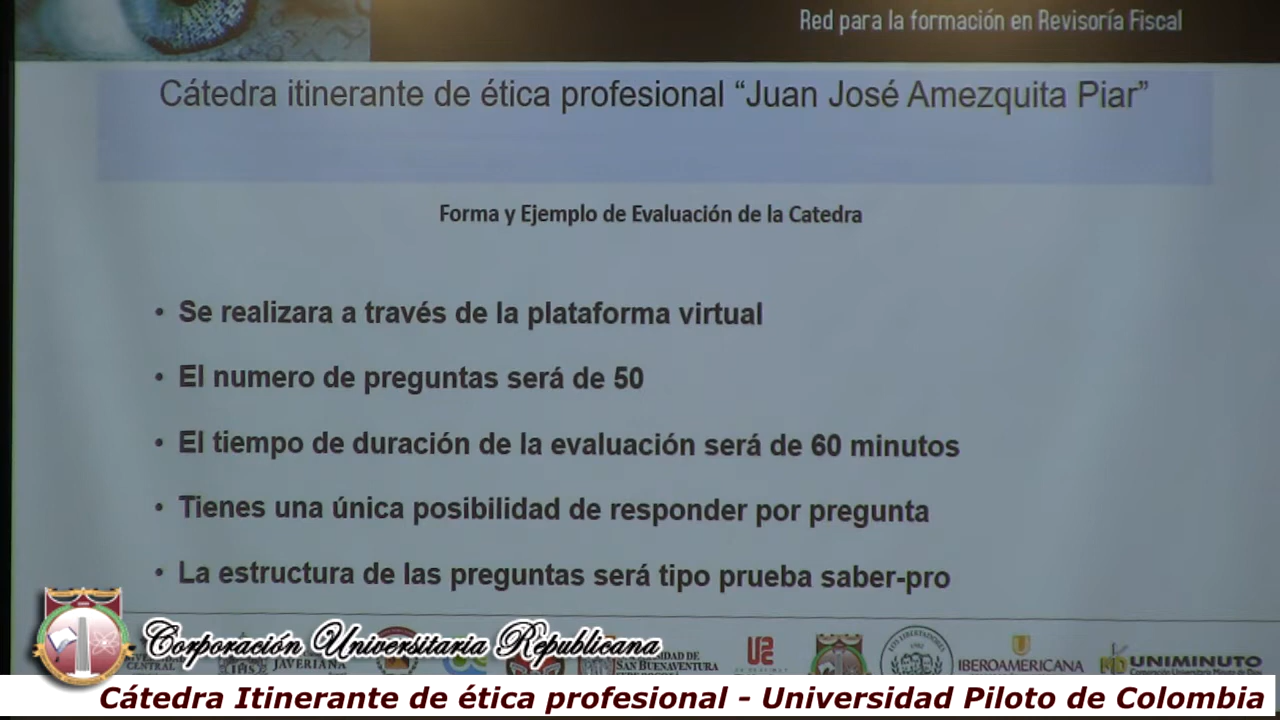 Red para la formación en Revisoría Fiscal
Cátedra itinerante de ética profesional “Juan José Amezquita Piar”
Forma y Ejemplo de Evaluación de la Catedra
• Se realizara a través de la plataforma virtual
• El numero de preguntas será de 50
• El tiempo de duración de la evaluación será de 60 minutos
• Tienes una única posibilidad de responder por pregunta
• La estructura de las preguntas será tipo prueba saber-pro
Corporación Universitaria Republicana
CENTRAL
JAVERIANA
SAN BUENAVENTURA
IBEROAMERICANA
UNIMINUTO
Cátedra Itinerante de ética profesional - Universidad Piloto de Colombia